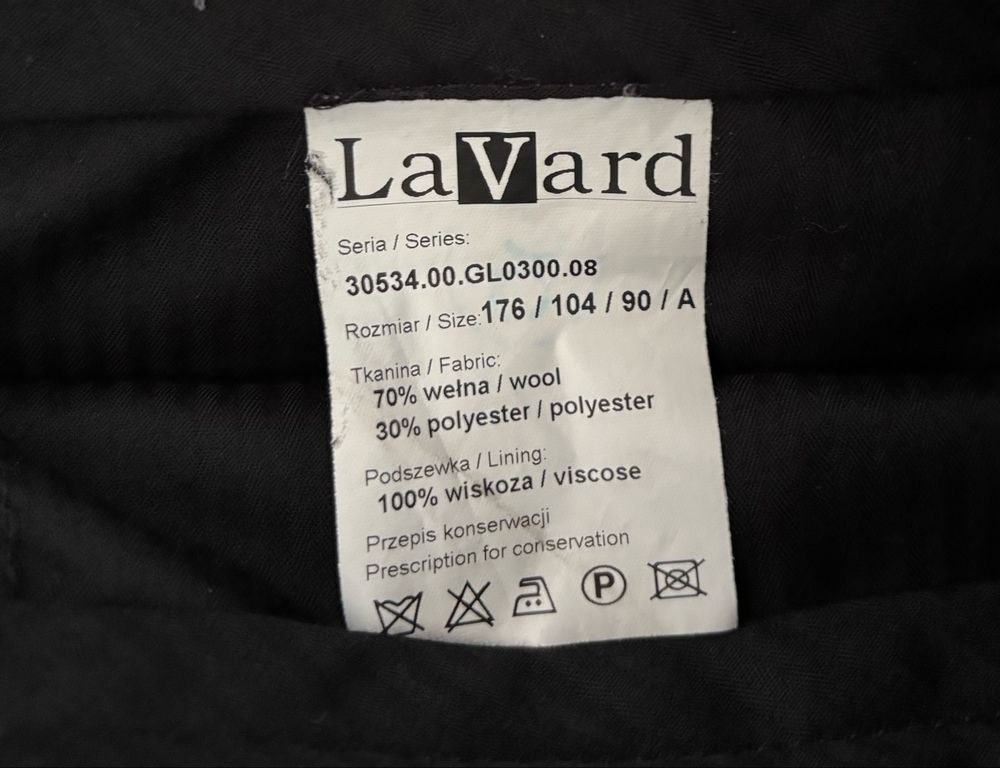 LaVard
Seria / Series:
30534.00.GL0300.08
Rozmiar / Size:176 / 104 / 90 / A
Tkanina / Fabric:
70% wełna / wool
30% polyester / polyester
Podszewka / Lining:
100% wiskoza / viscose
Przepis konserwacji
Prescription for conservation
P